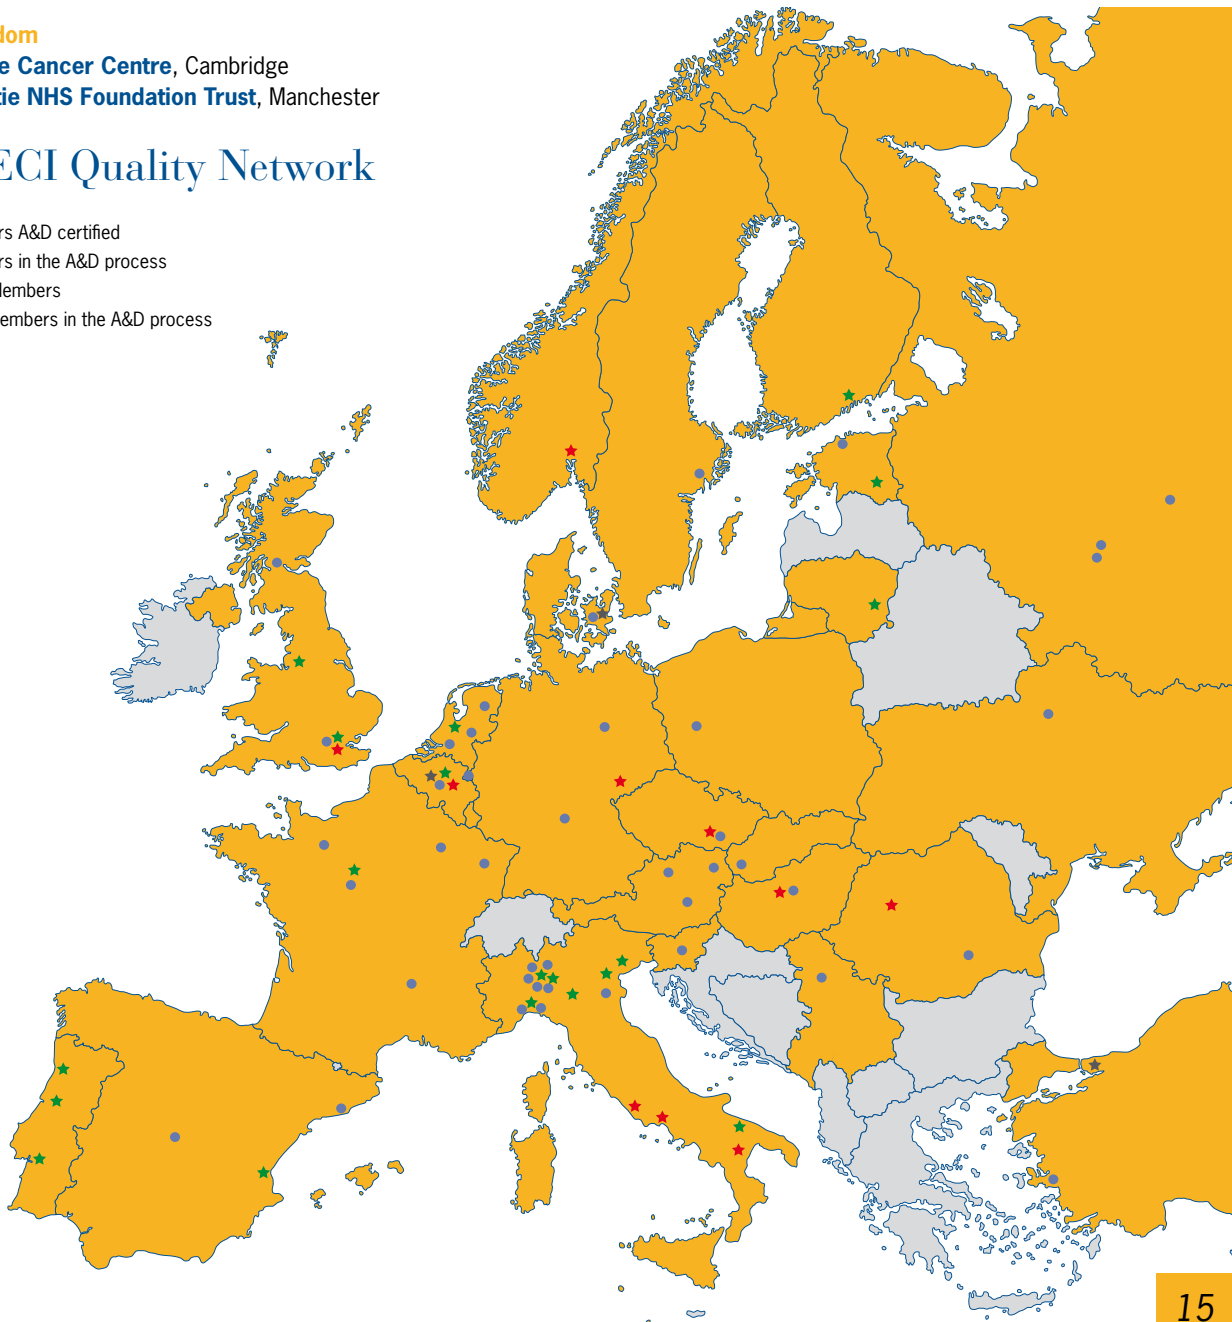 dom
e Cancer Centre, Cambridge
tie NHS Foundation Trust, Manchester
ECI Quality Network
rs A&D certified
rs in the A&D process
Members
embers in the A&D process
15